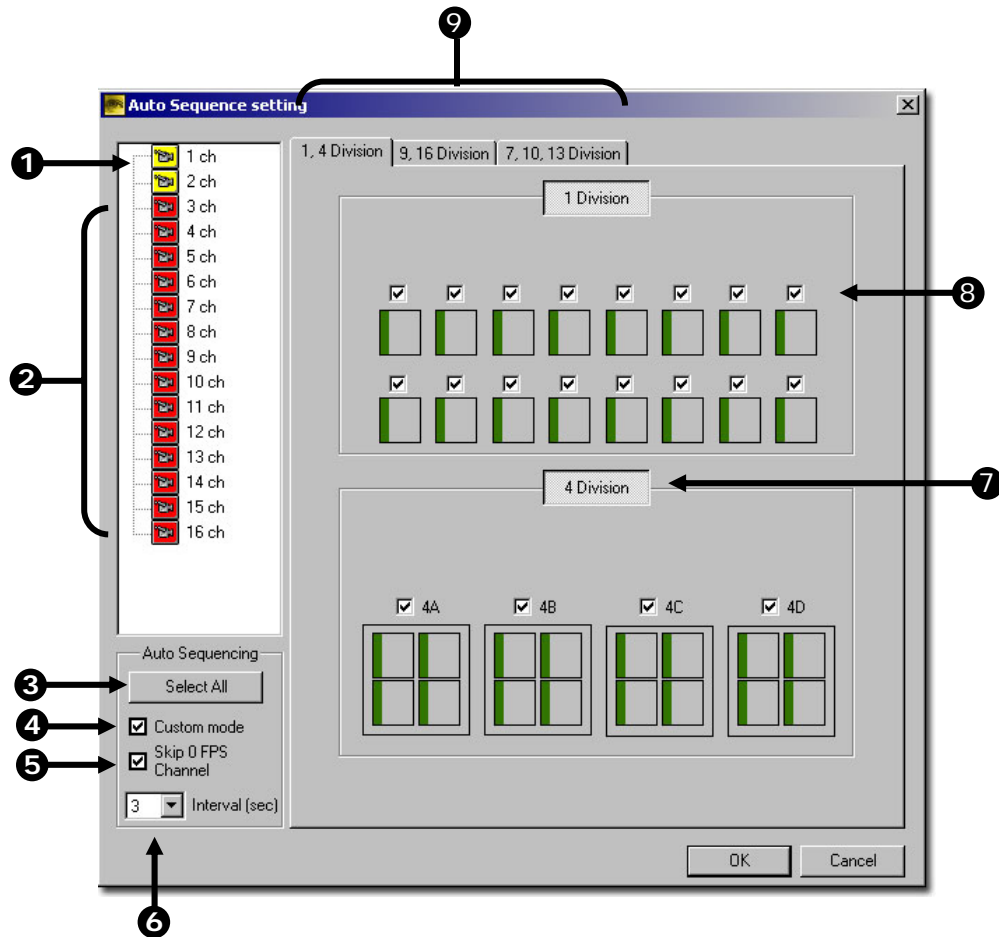 9
Auto Sequence setting
1
2
1 ch
2 ch
3 ch
4 ch
5 ch
6 ch
7 ch
8 ch
9 ch
10 ch
11 ch
12 ch
13 ch
14 ch
15 ch
16 ch
1, 4 Division
9, 16 Division
7, 10, 13 Division
1 Division
8
4 Division
7
4A
4B
4C
4D
Auto Sequencing
3
Select All
4
Custom mode
5
Skip 0 FPS
Channel
3
Interval (sec)
6
OK
Cancel